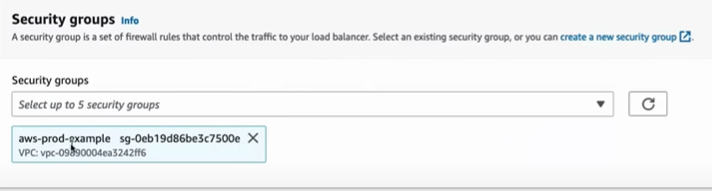 Security groups Info
A security group is a set of firewall rules that control the traffic to your load balancer. Select an existing security group, or you can create a new security group.
Security groups
Select up to 5 security groups
aws-prod-example sg-0eb19d86be3c7500e
VPC: vpc-09890004ea3242ff6